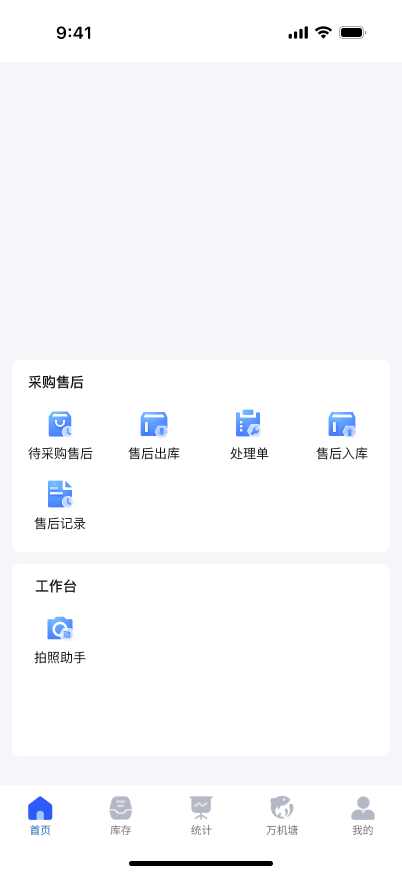 9:41
采购售后
待采购售后 售后出库 处理单 售后入库
售后记录
工作台
助
拍照助手
首页 库存 统计 万机塘 我的